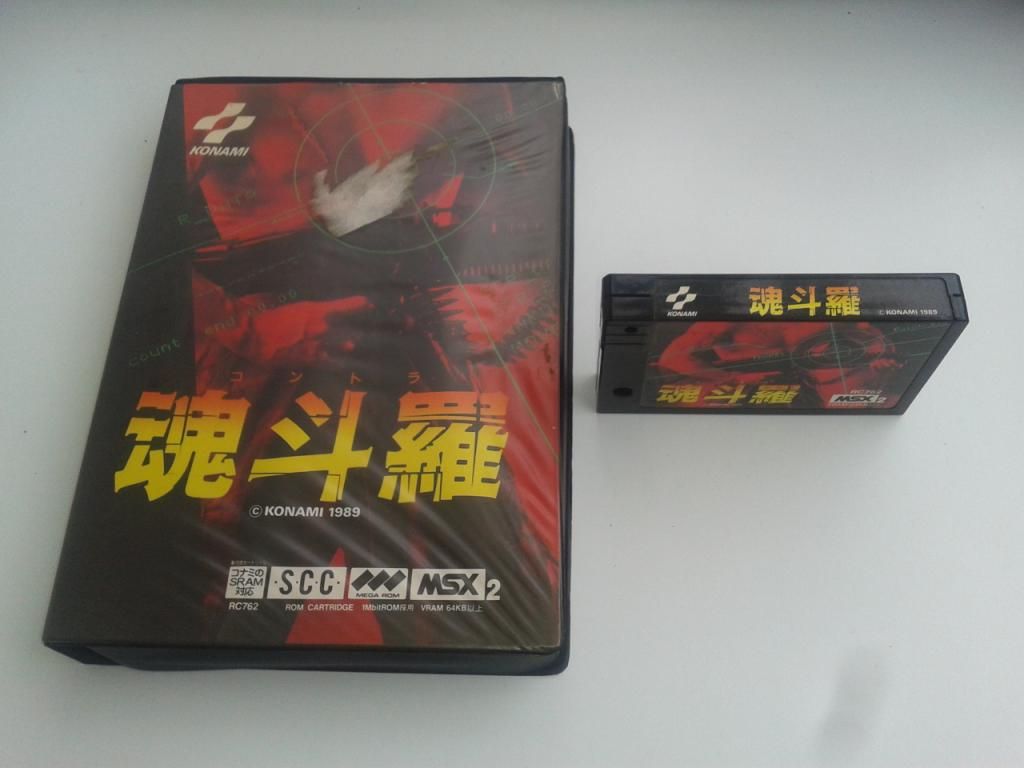 KONAMI
R
end
count
コントラ
魂斗羅
© KONAMI 1989
コナミの
SRAM
対応
S·C·C·
MEGA ROM
MSX2
RC762
ROM CARTRIDGE 1MbitROM採用 VRAM 64KB以上
KONAMI
魂斗羅
© KONAMI 1989
魂斗羅
RC762
MSX2